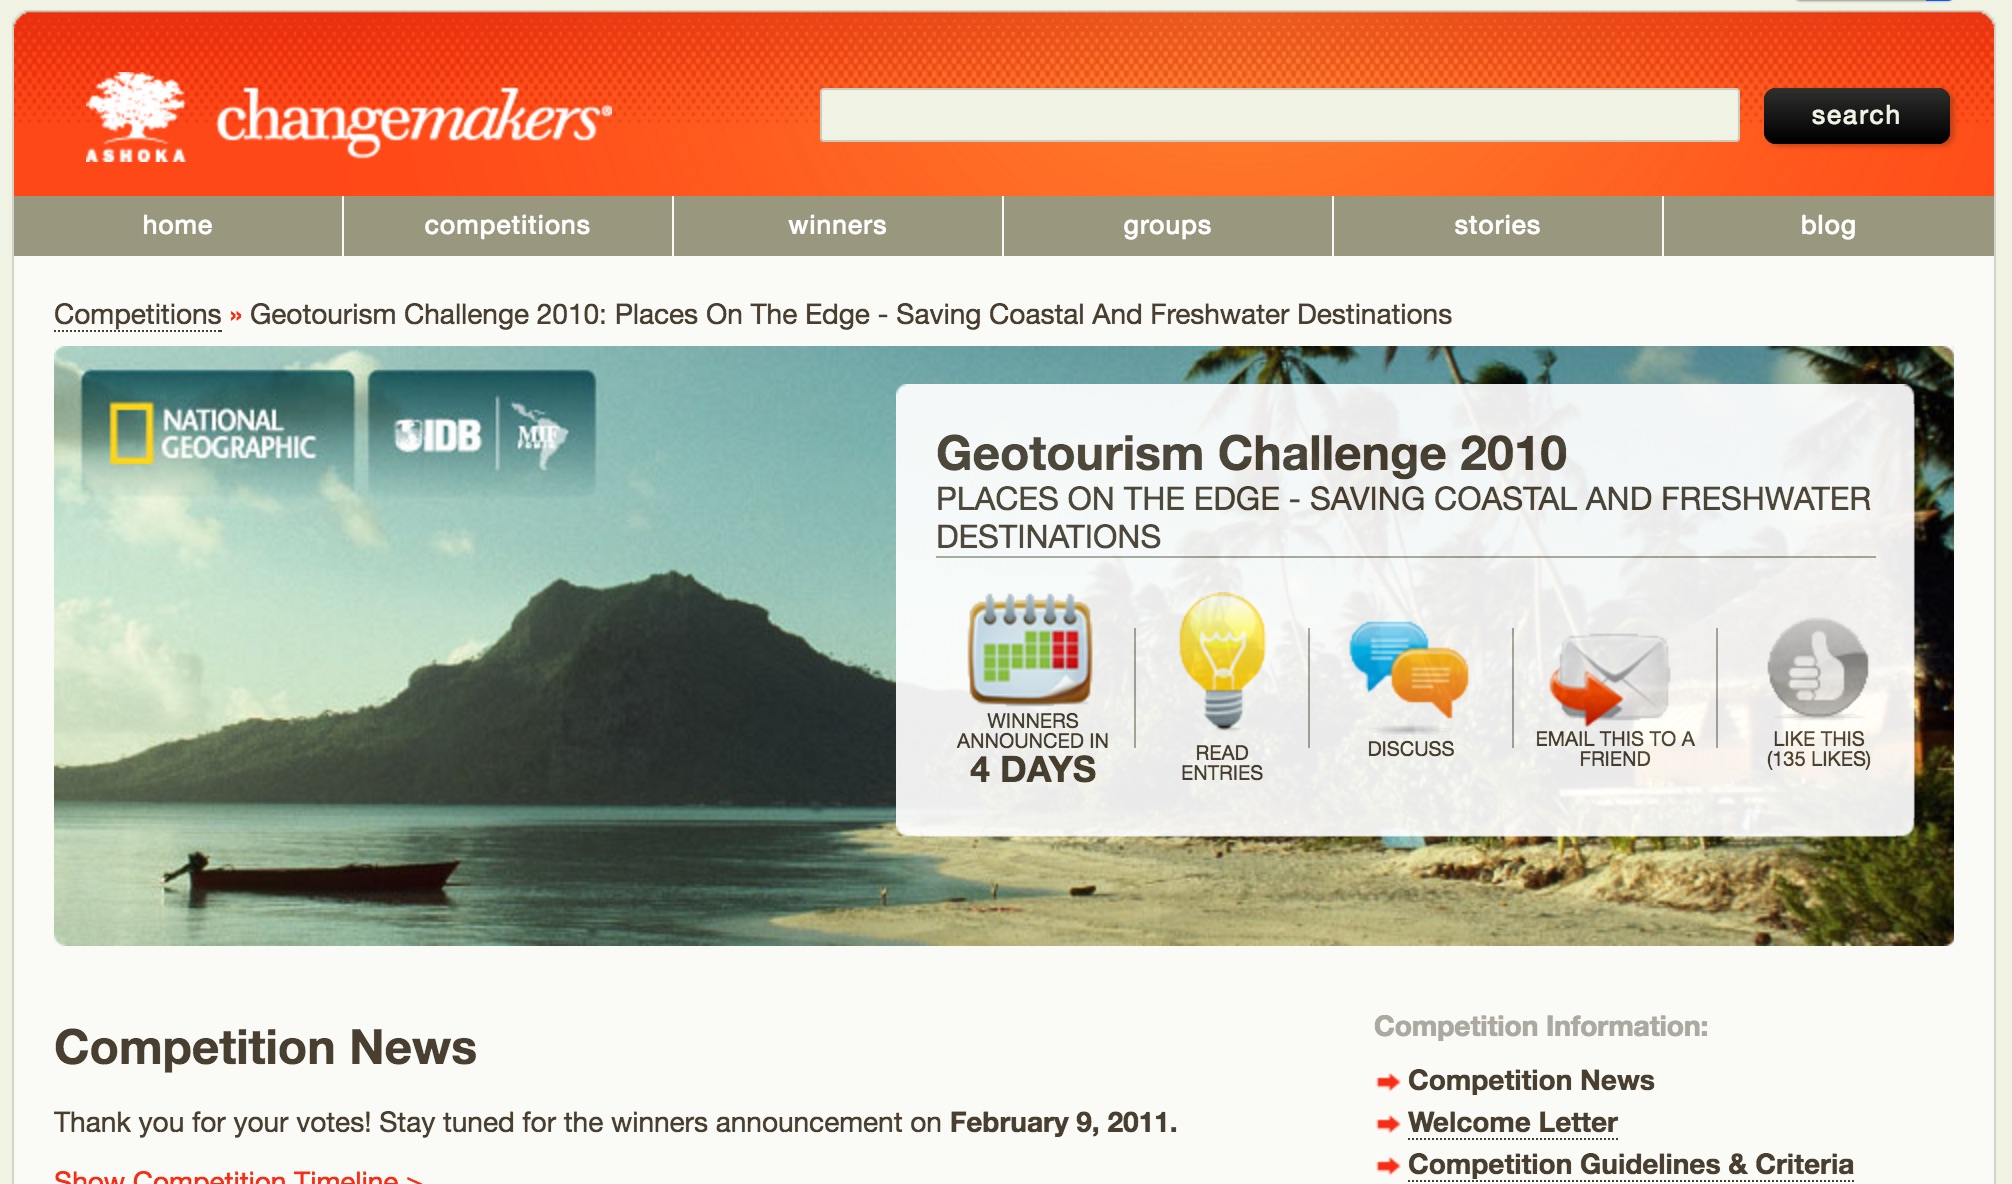 ASHOKA
changemakers®
search
home
competitions
winners
groups
stories
blog
Competitions » Geotourism Challenge 2010: Places On The Edge - Saving Coastal And Freshwater Destinations
NATIONAL
GEOGRAPHIC
IDB
MIF
Geotourism Challenge 2010
PLACES ON THE EDGE - SAVING COASTAL AND FRESHWATER
DESTINATIONS
WINNERS
ANNOUNCED IN
4 DAYS
READ
ENTRIES
DISCUSS
EMAIL THIS TO A
FRIEND
LIKE THIS
(135 LIKES)
Competition News
Thank you for your votes! Stay tuned for the winners announcement on February 9, 2011.
Show Competition Timeline >
Competition Information:
Competition News
Welcome Letter
Competition Guidelines & Criteria